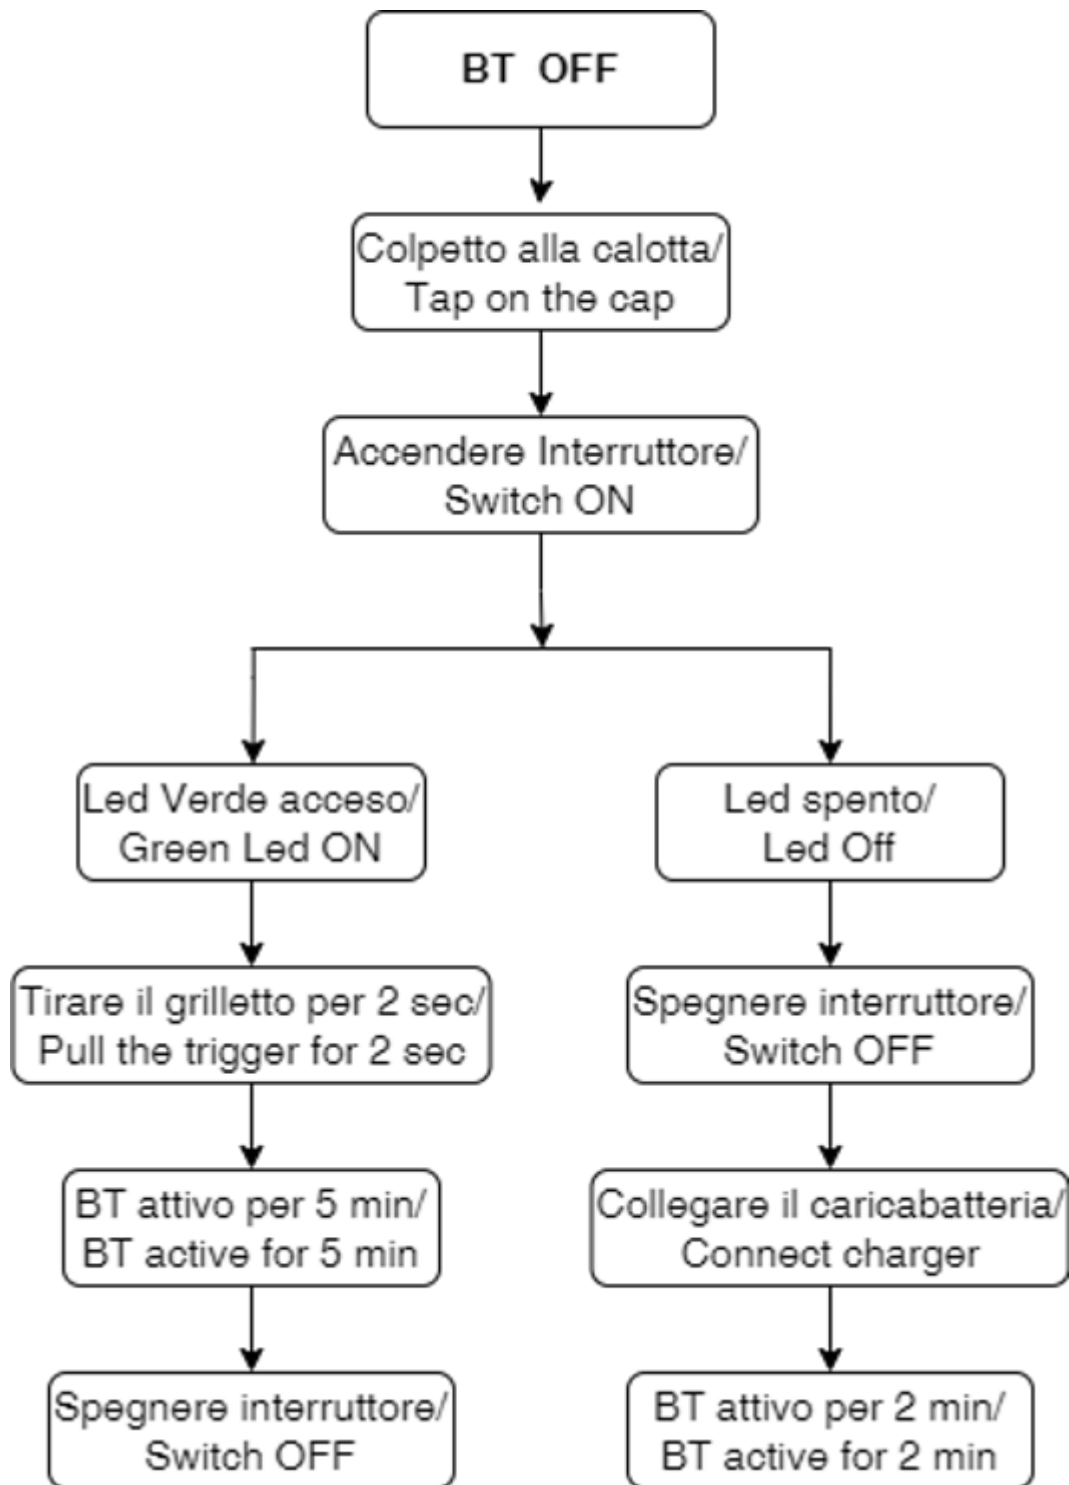 BT OFF
Colpetto alla calotta/
Tap on the cap
Accendere Interruttore/
Switch ON
Led Verde acceso/
Green Led ON
Led spento/
Led Off
Tirare il grilletto per 2 sec/
Pull the trigger for 2 sec
Spegnere interruttore/
Switch OFF
BT attivo per 5 min/
BT active for 5 min
Collegare il caricabatteria/
Connect charger
Spegnere interruttore/
Switch OFF
BT attivo per 2 min/
BT active for 2 min